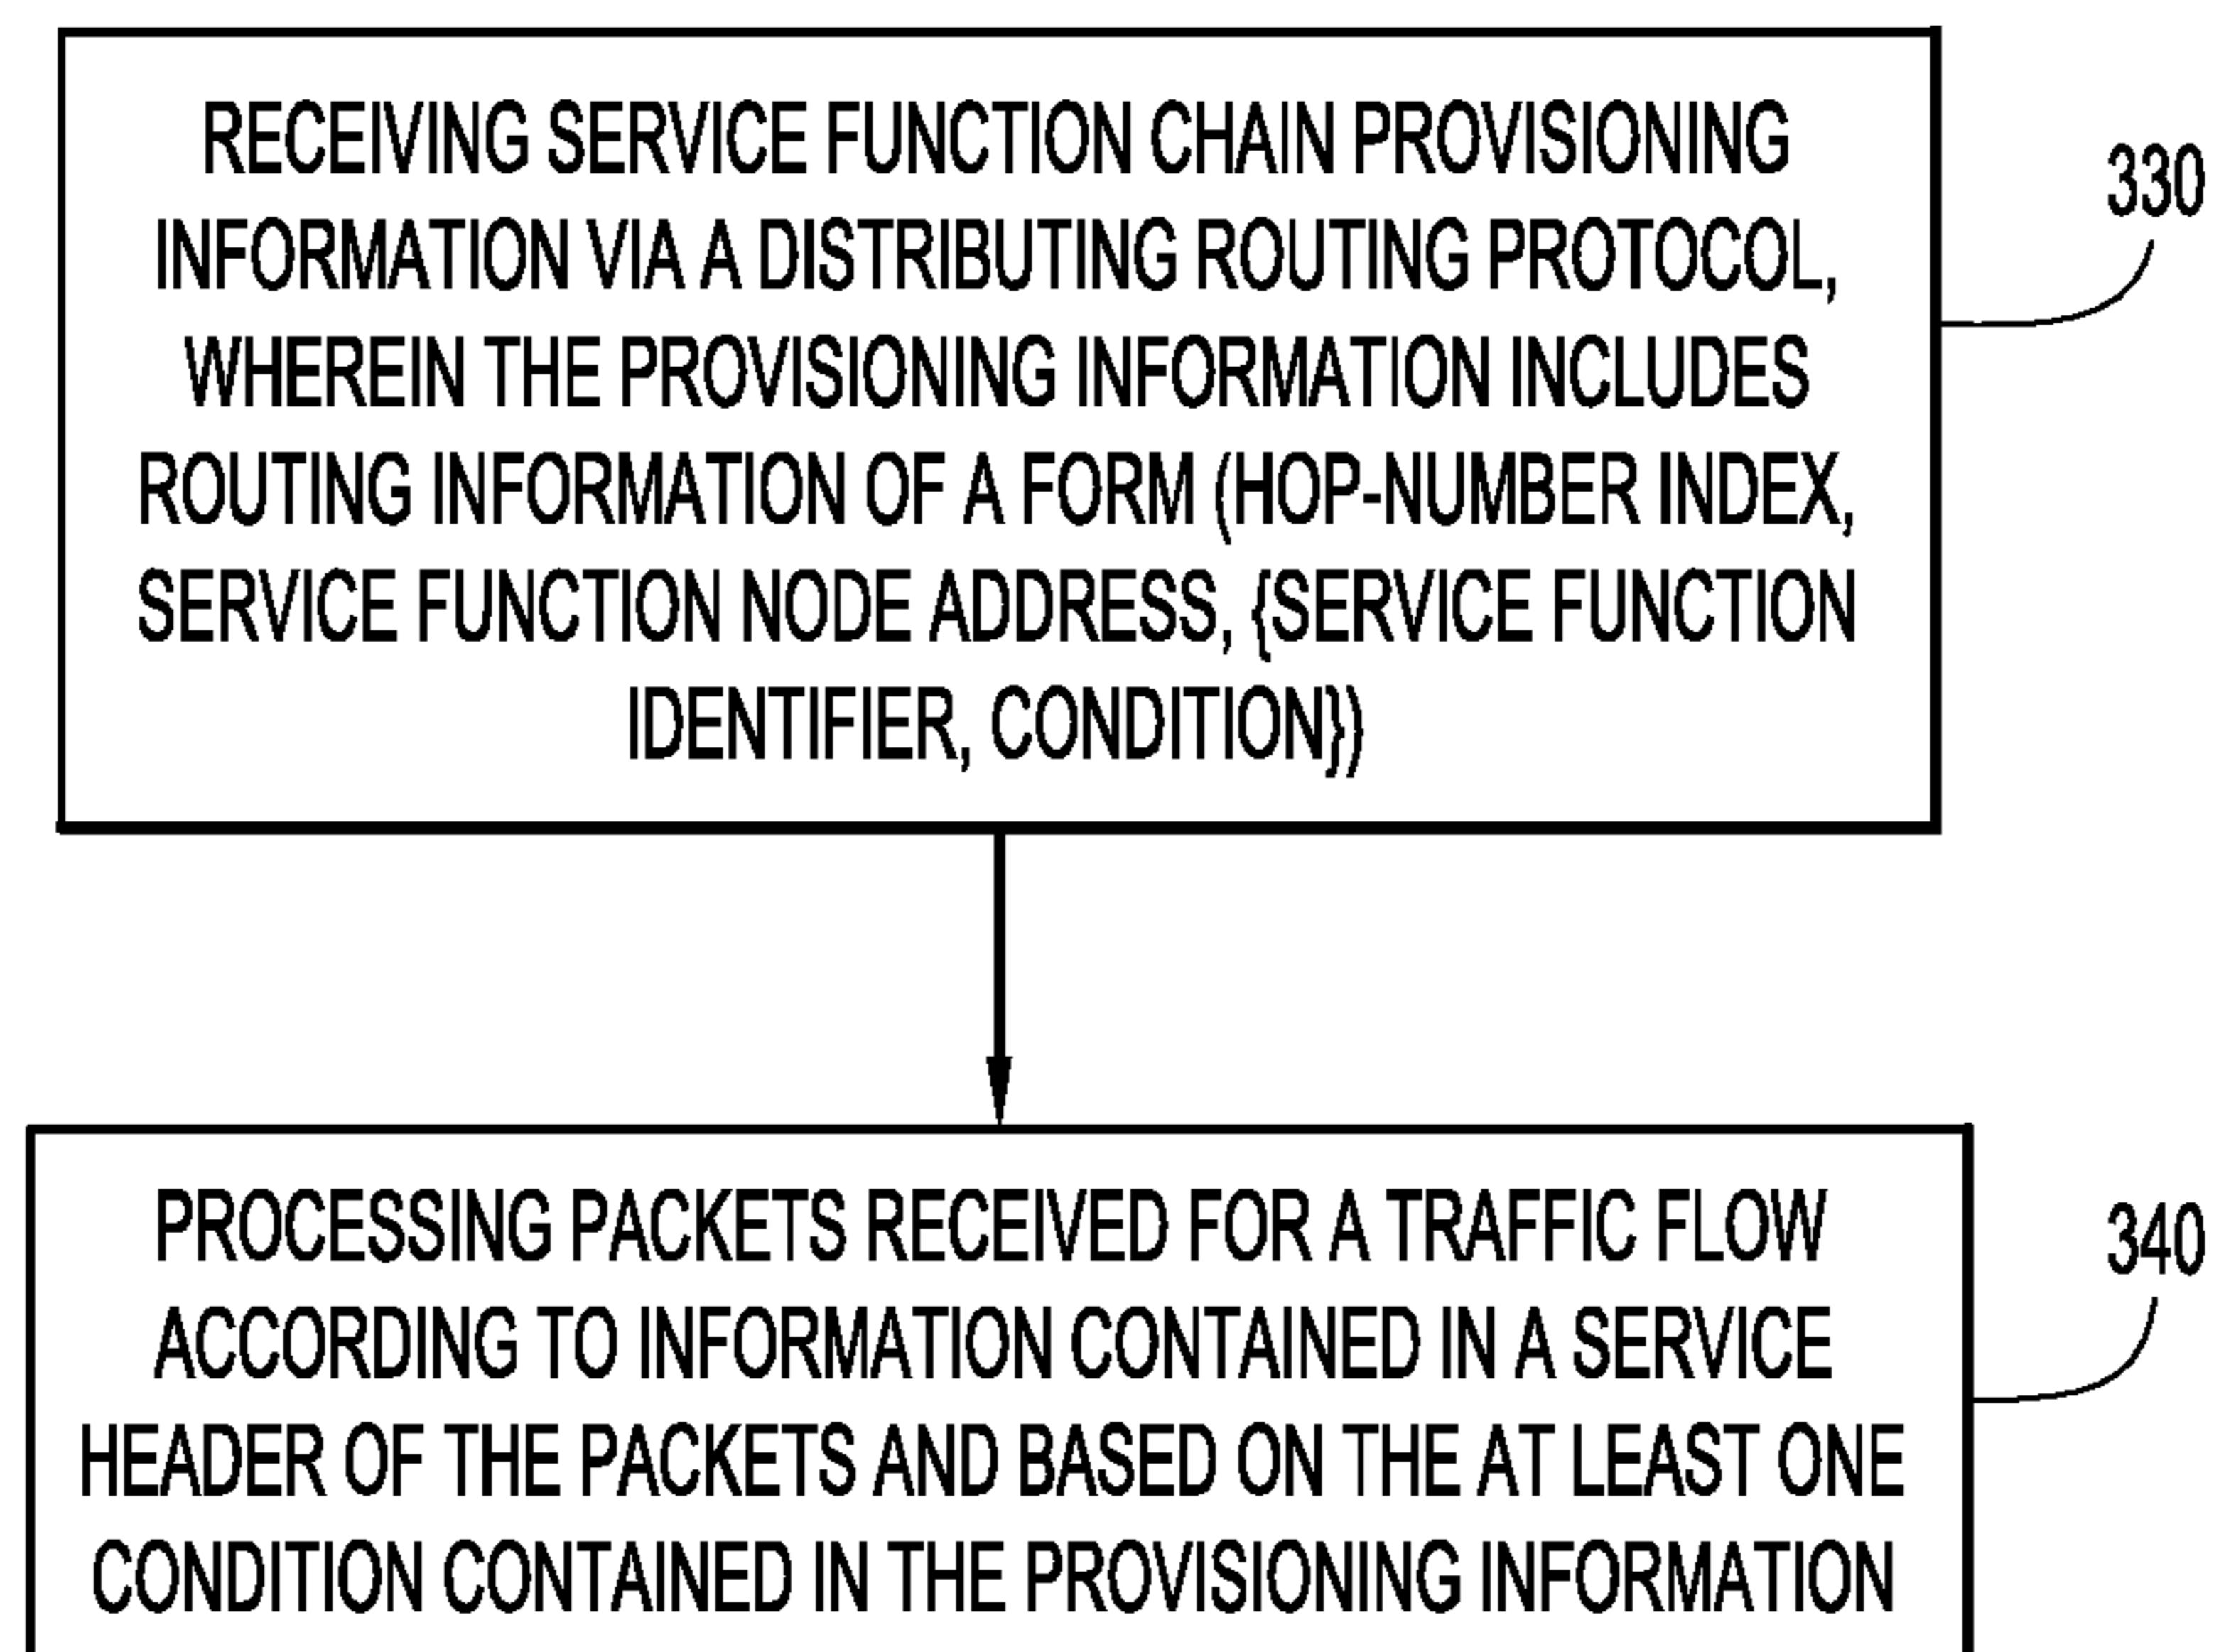 RECEIVING SERVICE FUNCTION CHAIN PROVISIONING
INFORMATION VIA A DISTRIBUTING ROUTING PROTOCOL,
WHEREIN THE PROVISIONING INFORMATION INCLUDES
ROUTING INFORMATION OF A FORM (HOP-NUMBER INDEX,
SERVICE FUNCTION NODE ADDRESS, {SERVICE FUNCTION
IDENTIFIER, CONDITION})
330
PROCESSING PACKETS RECEIVED FOR A TRAFFIC FLOW
ACCORDING TO INFORMATION CONTAINED IN A SERVICE
HEADER OF THE PACKETS AND BASED ON THE AT LEAST ONE
CONDITION CONTAINED IN THE PROVISIONING INFORMATION
340